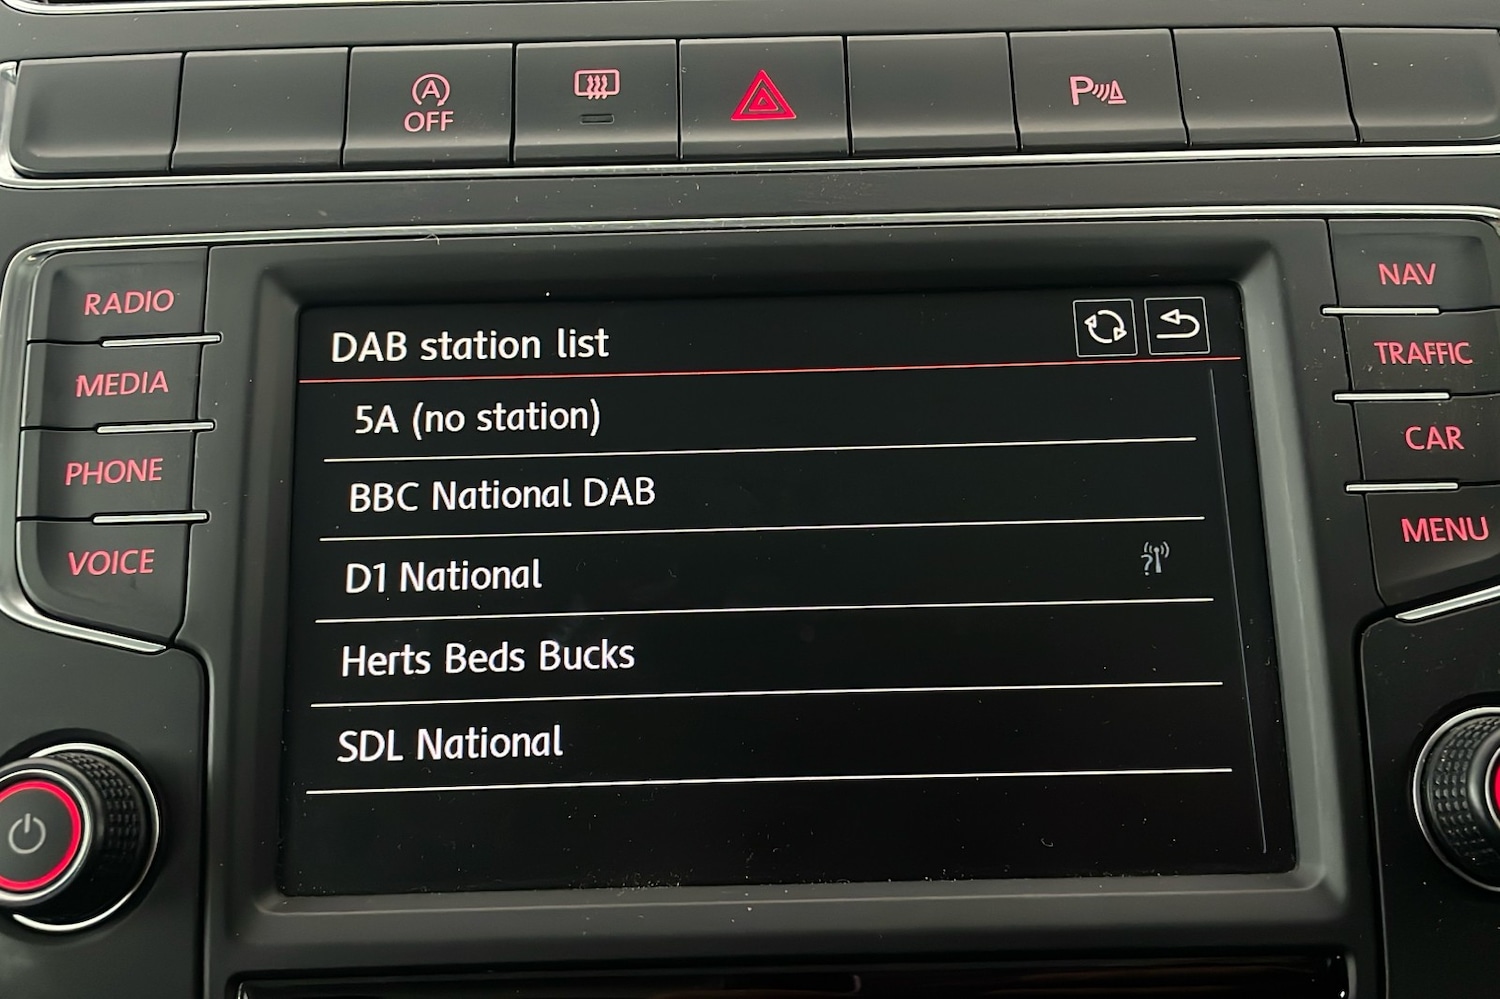 OFF
P
RADIO
MEDIA
PHONE
VOICE
DAB station list
5A (no station)
BBC National DAB
D1 National
Herts Beds Bucks
SDL National
NAV
TRAFFIC
CAR
MENU